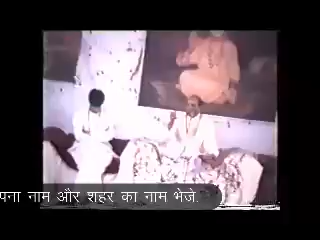 पना नाम और शहर का नाम भेजे.